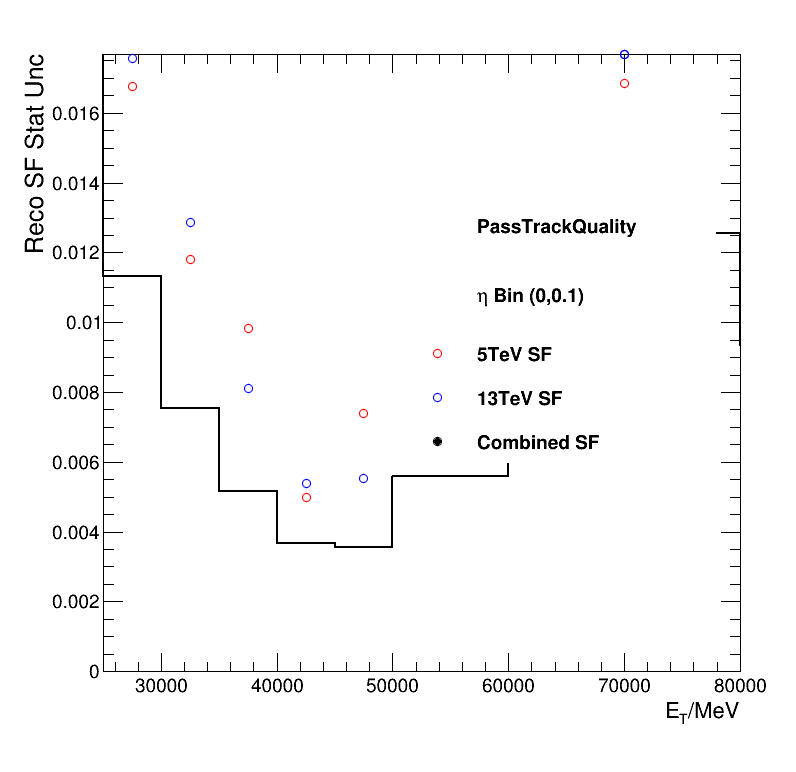 Reco SF Stat Unc
0.016
0.014
0.012
0.01
0.008
0.006
0.004
0.002
0
PassTrackQuality
η Bin (0,0.1)
5TeV SF
13TeV SF
Combined SF
30000 40000 50000 60000 70000 80000
E_T/MeV